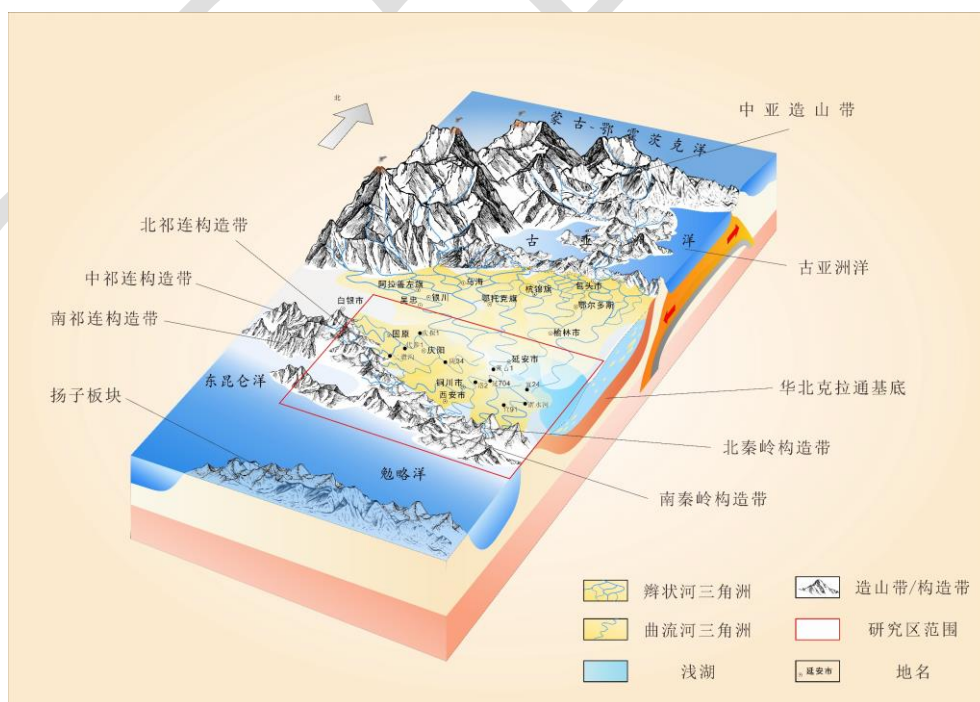 北
中亚造山带
蒙古-鄂霍茨克洋
北祁连构造带
古亚洋
古亚洲洋
中祁连构造带
阿拉善左旗
乌海
杭锦旗
包头市
白银市
吴忠
银川
鄂托克旗
鄂尔多斯
南祁连构造带
固原
庆阳
榆林市
延安市
东昆仑洋
铜川市
西安市
扬子板块
华北克拉通基底
勉略洋
北秦岭构造带
南秦岭构造带
辫状河三角洲
造山带/构造带
曲流河三角洲
研究区范围
浅湖
延安市
地名